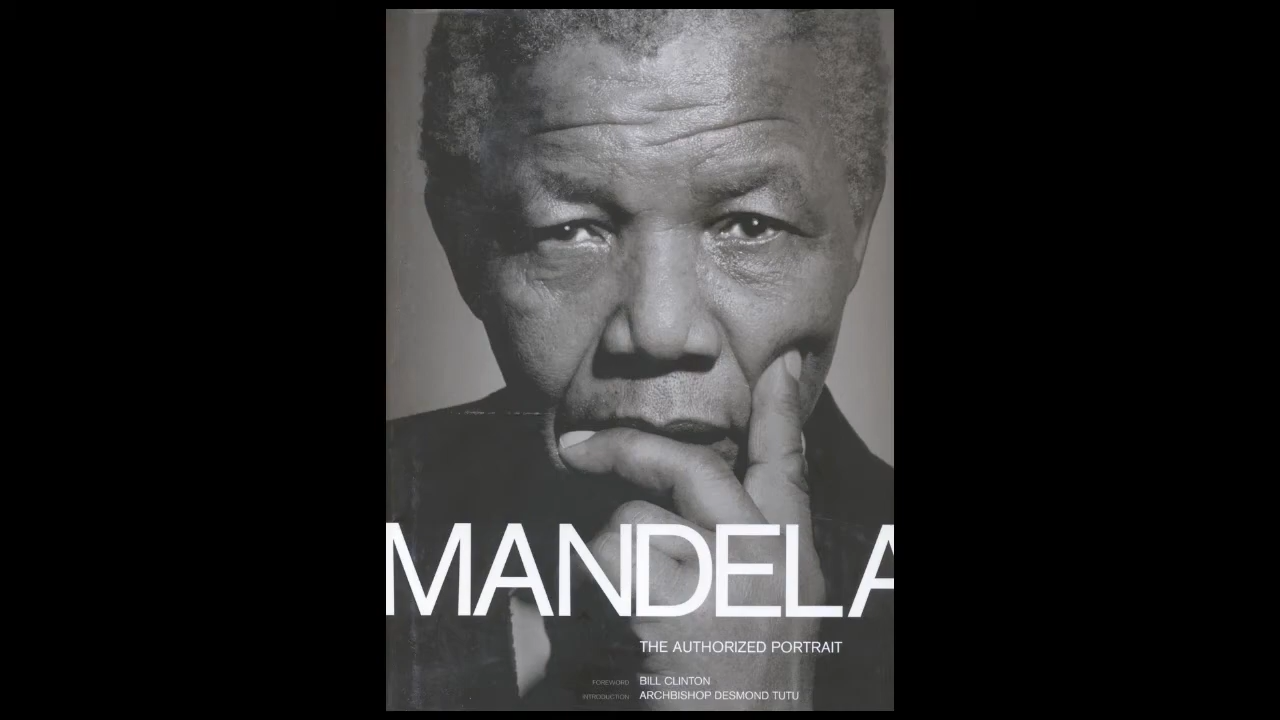 MANDELA
THE AUTHORIZED PORTRAIT
FOREWORD BILL CLINTON
INTRODUCTION ARCHBISHOP DESMOND TUTU